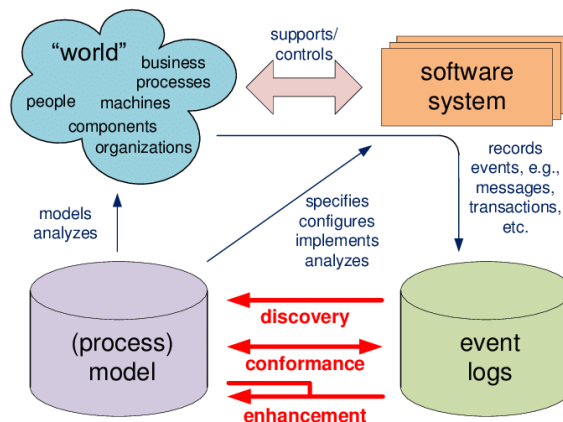 “world”
business
processes
people
machines
components
organizations
supports/
controls
software
system
records
events, e.g.,
messages,
transactions,
etc.
models
analyzes
specifies
configures
implements
analyzes
(process)
model
discovery
conformance
enhancement
event
logs